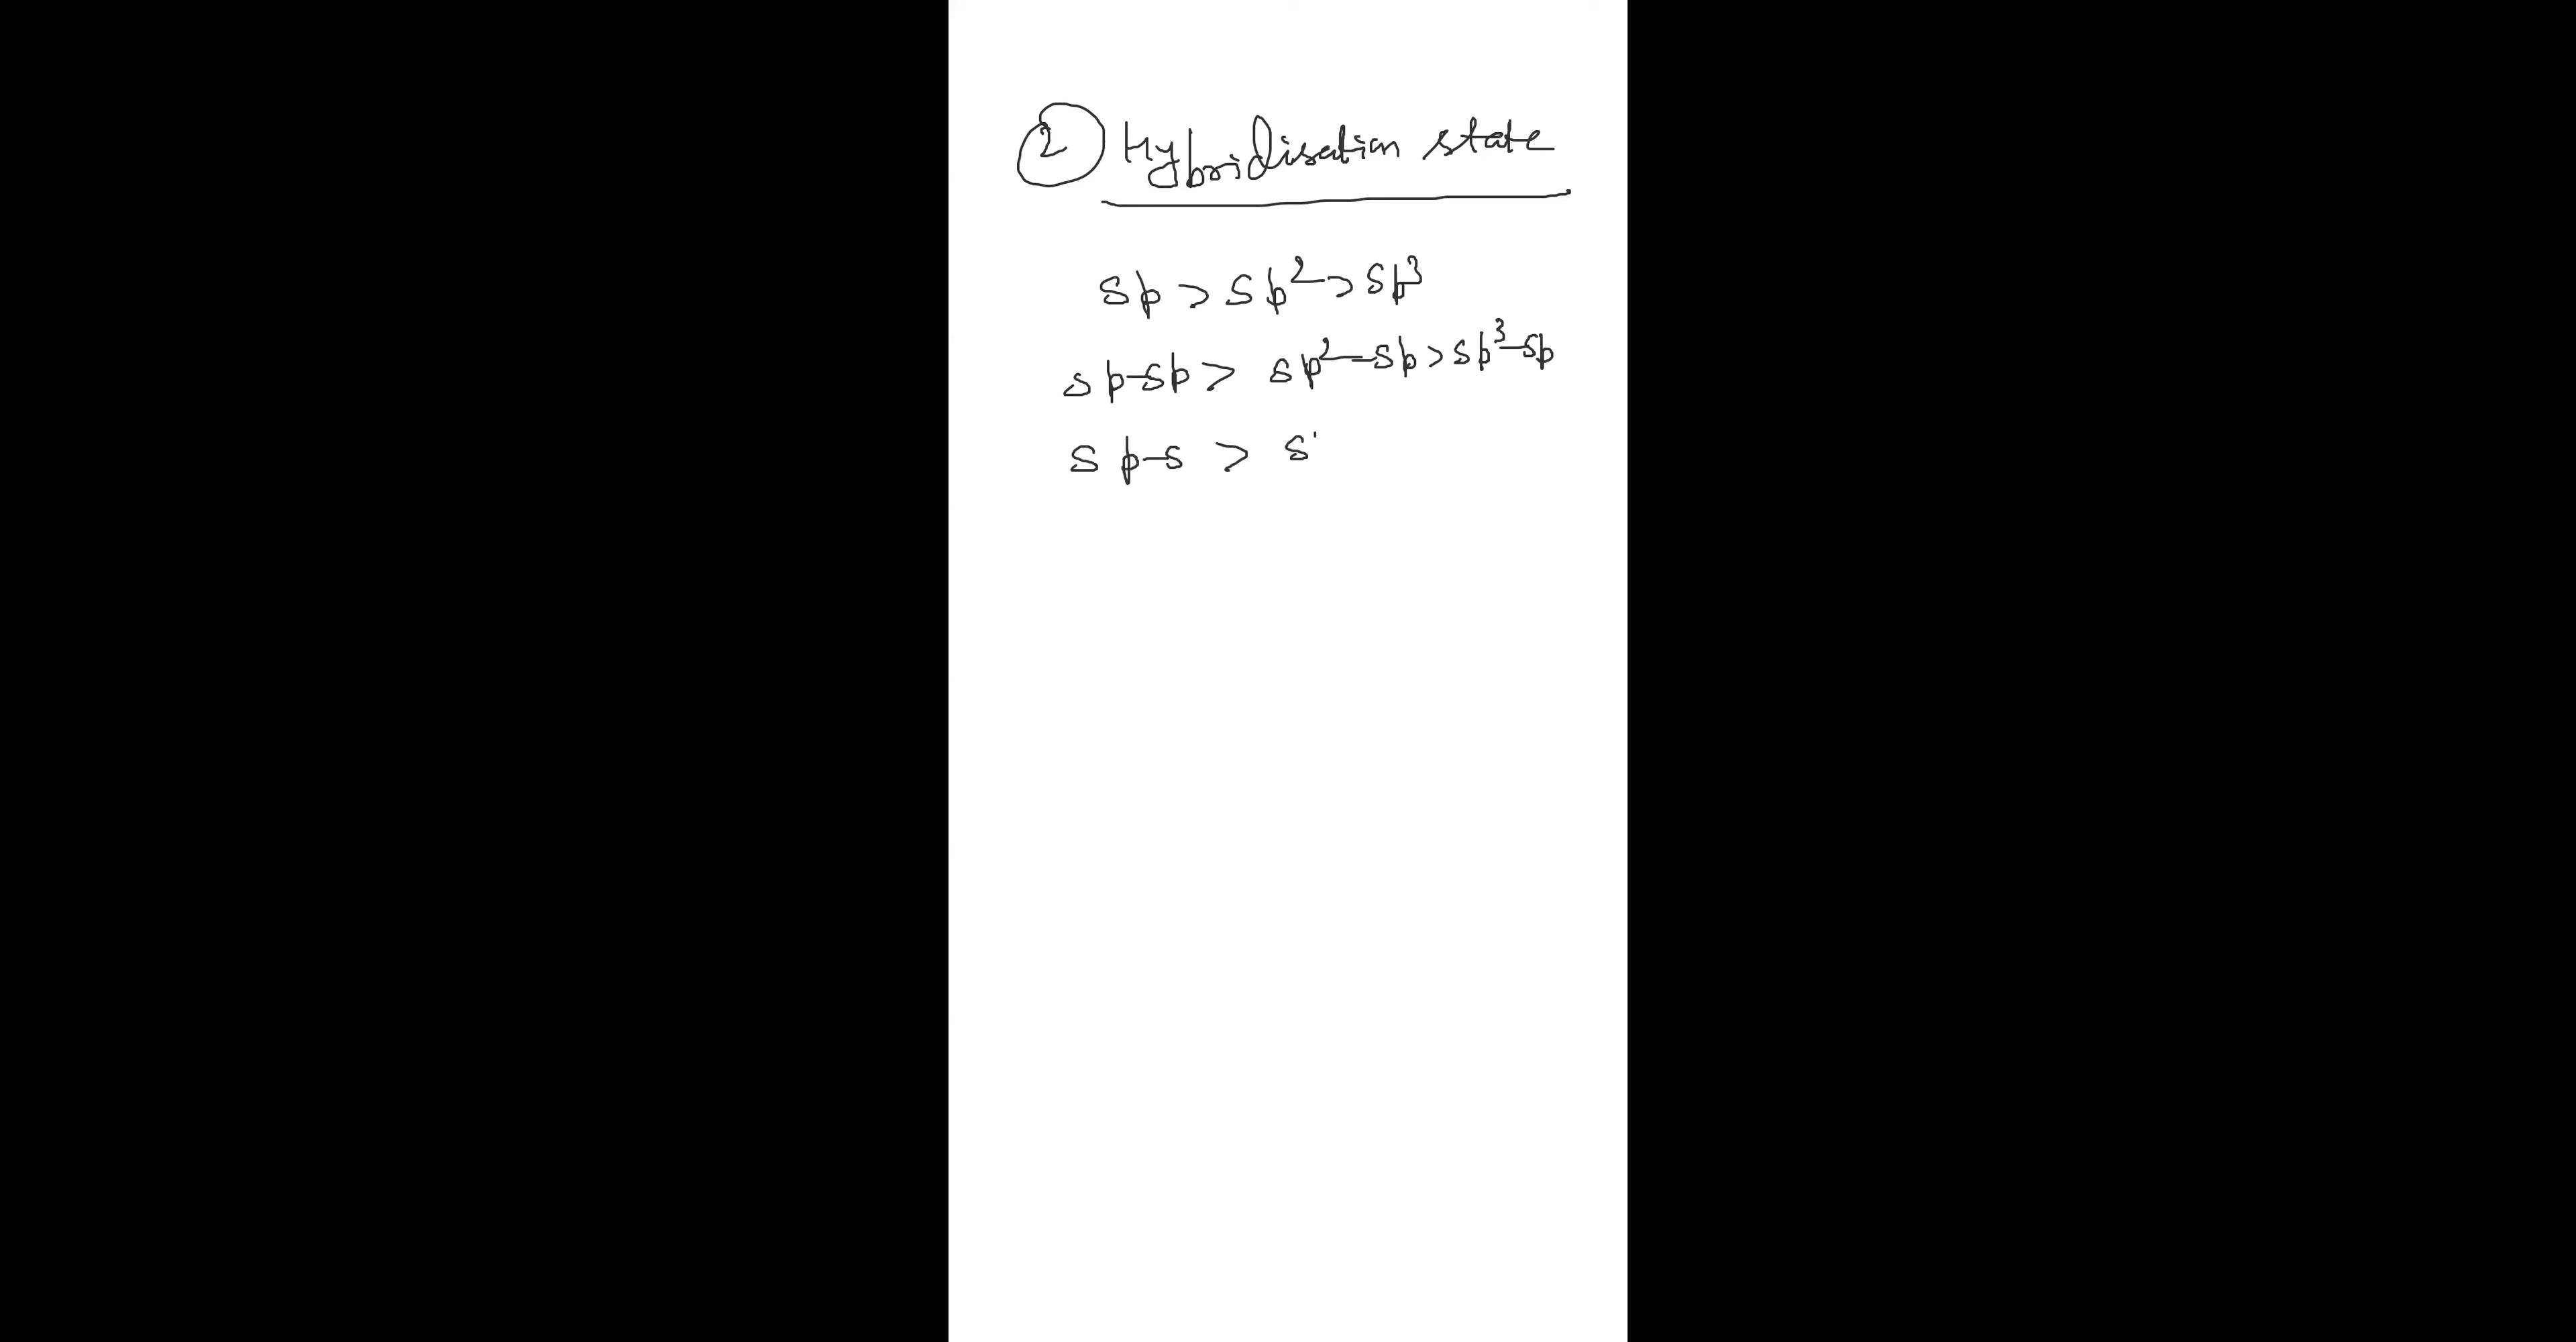 2 Hybridisation state
sp > sp² > sp³
sp-sp > sp²-sp > sp³-sp
sp-s > s